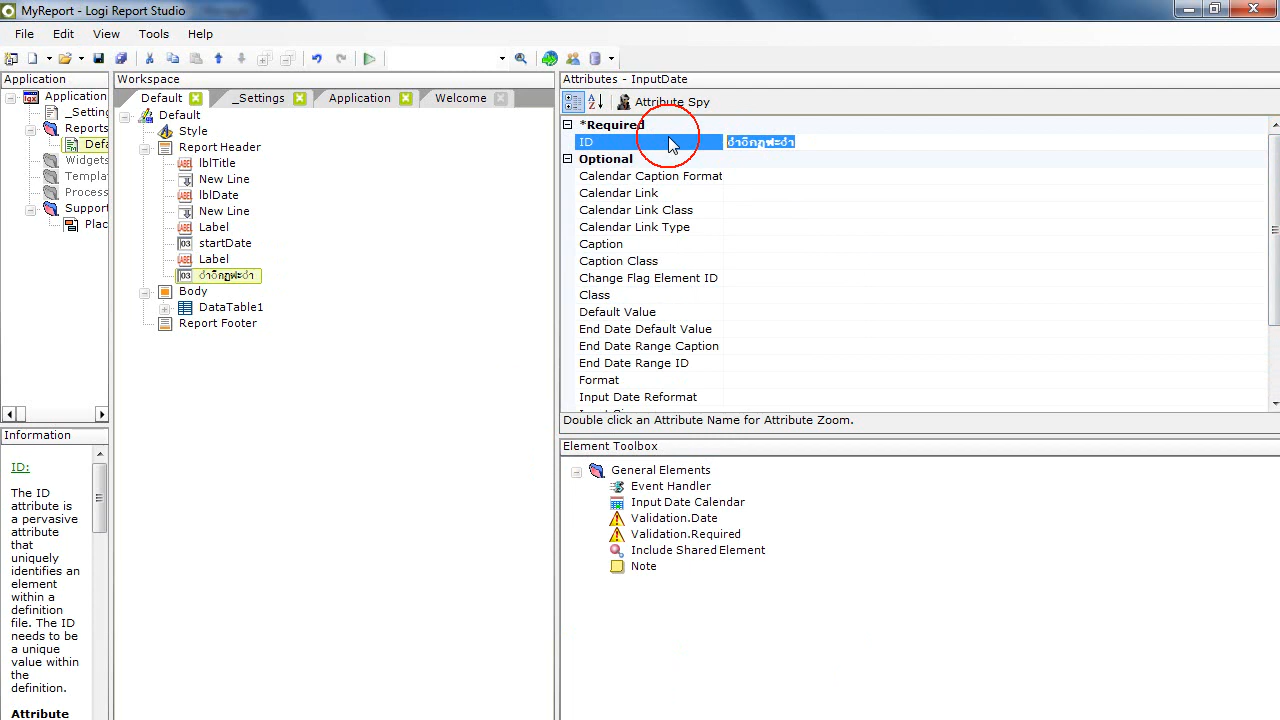 MyReport - Logi Report Studio
File Edit View Tools Help
Application
Application
_Setting
Reports
Defa
Widgets
Templa
Process
Support
Plac
Information
ID:
The ID
attribute is
a pervasive
attribute
that
uniquely
identifies an
element
within a
definition
file. The ID
needs to be
a unique
value within
the
definition.
Attribute
Workspace
Default _Settings Application Welcome
Default
Style
Report Header
lblTitle
New Line
lblDate
New Line
Label
startDate
Label
Body
DataTable1
Report Footer
Attributes - InputDate
Attribute Spy
*Required
ID
Optional
Calendar Caption Format
Calendar Link
Calendar Link Class
Calendar Link Type
Caption
Caption Class
Change Flag Element ID
Class
Default Value
End Date Default Value
End Date Range Caption
End Date Range ID
Format
Input Date Reformat
Double click an Attribute Name for Attribute Zoom.
Element Toolbox
General Elements
Event Handler
Input Date Calendar
Validation.Date
Validation.Required
Include Shared Element
Note